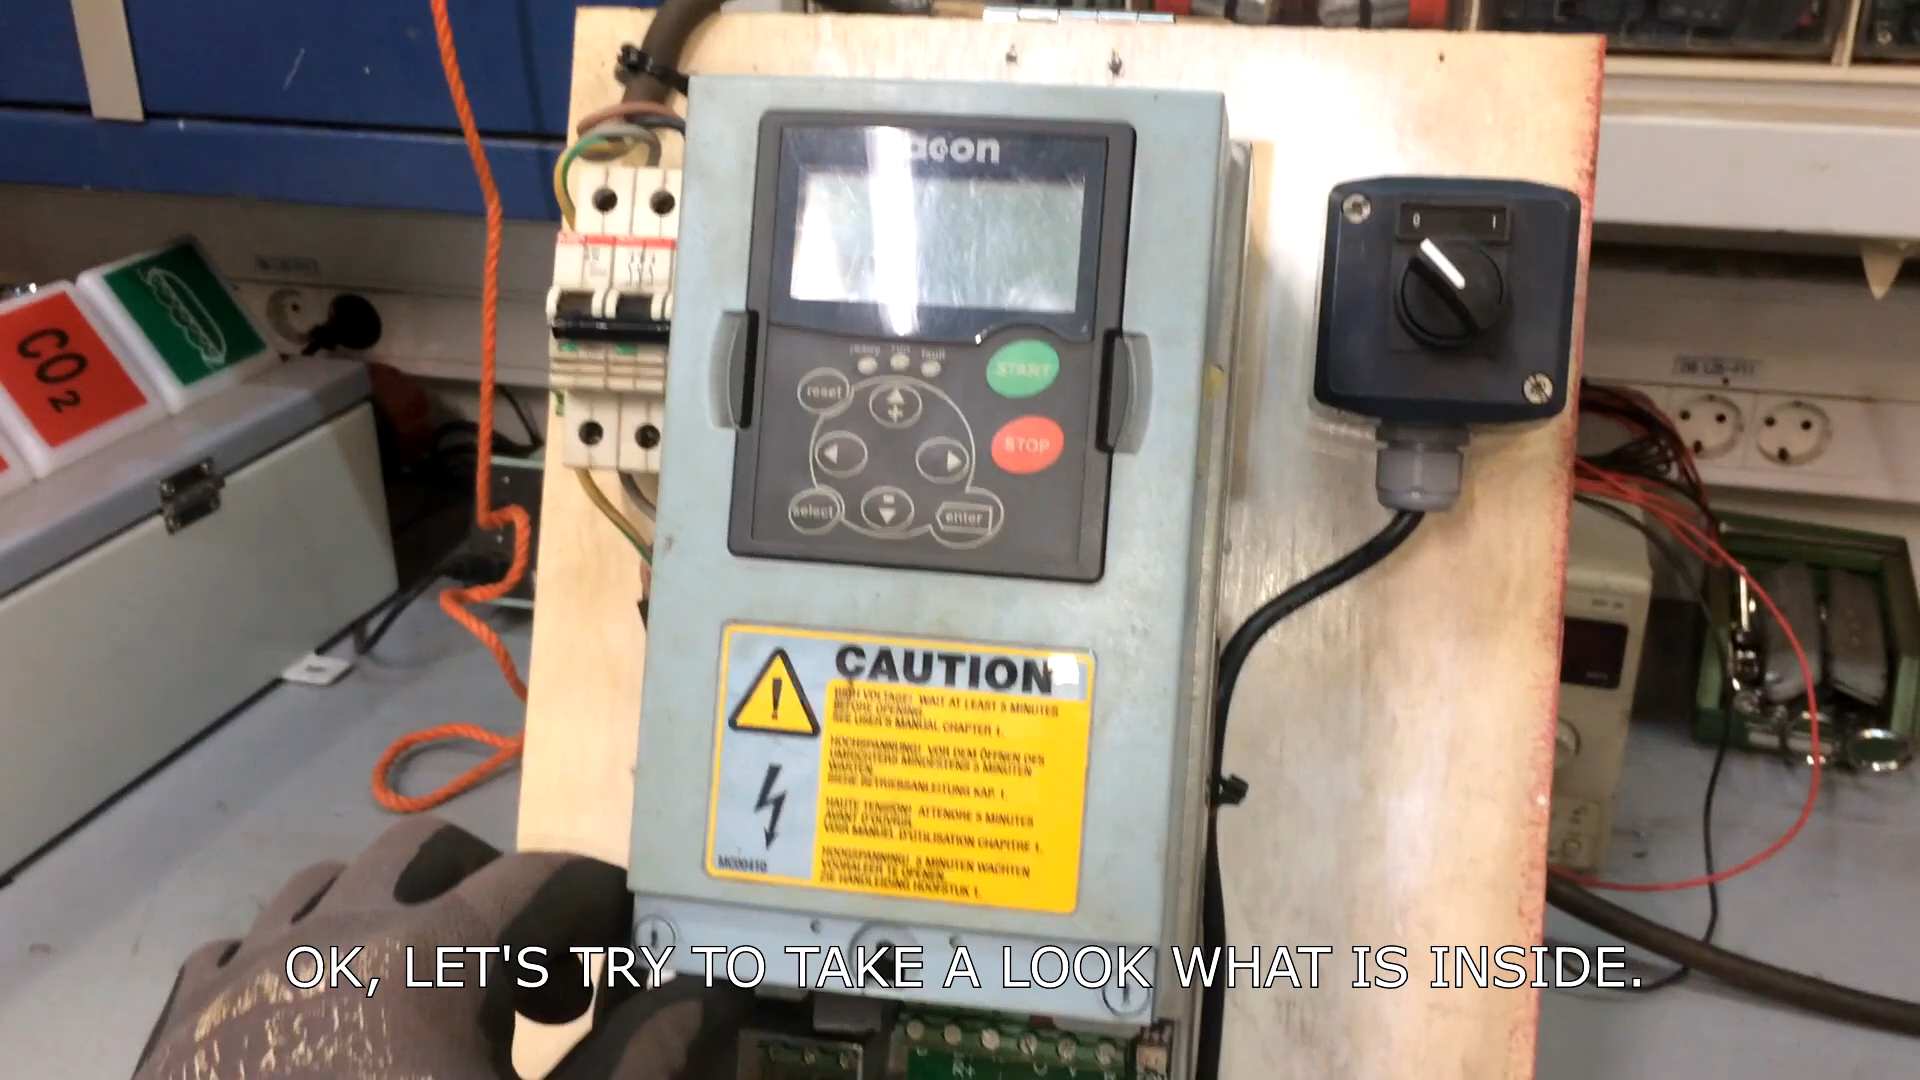 acon
0 1
CO2
ready run fault
START
reset
STOP
select
enter
CAUTION
HIGH VOLTAGE! WAIT AT LEAST 5 MINUTES
BEFORE OPENING.
SEE USER'S MANUAL CHAPTER 1.
HOCHSPANNUNG! VOR DEM ÖFFNEN DES
UMRICHTERS MINDESTENS 5 MINUTEN
WARTEN.
SIEHE BETRIEBSANLEITUNG KAP. 1.
HAUTE TENSION! ATTENDRE 5 MINUTES
AVANT D'OUVRIR.
VOIR MANUEL D'UTILISATION CHAPITRE 1.
HOOGSPANNING! 5 MINUTEN WACHTEN
VOORALEER TE OPENEN.
ZIE HANDLEIDING HOOFSTUK 1.
MC00410
OK, LET'S TRY TO TAKE A LOOK WHAT IS INSIDE.